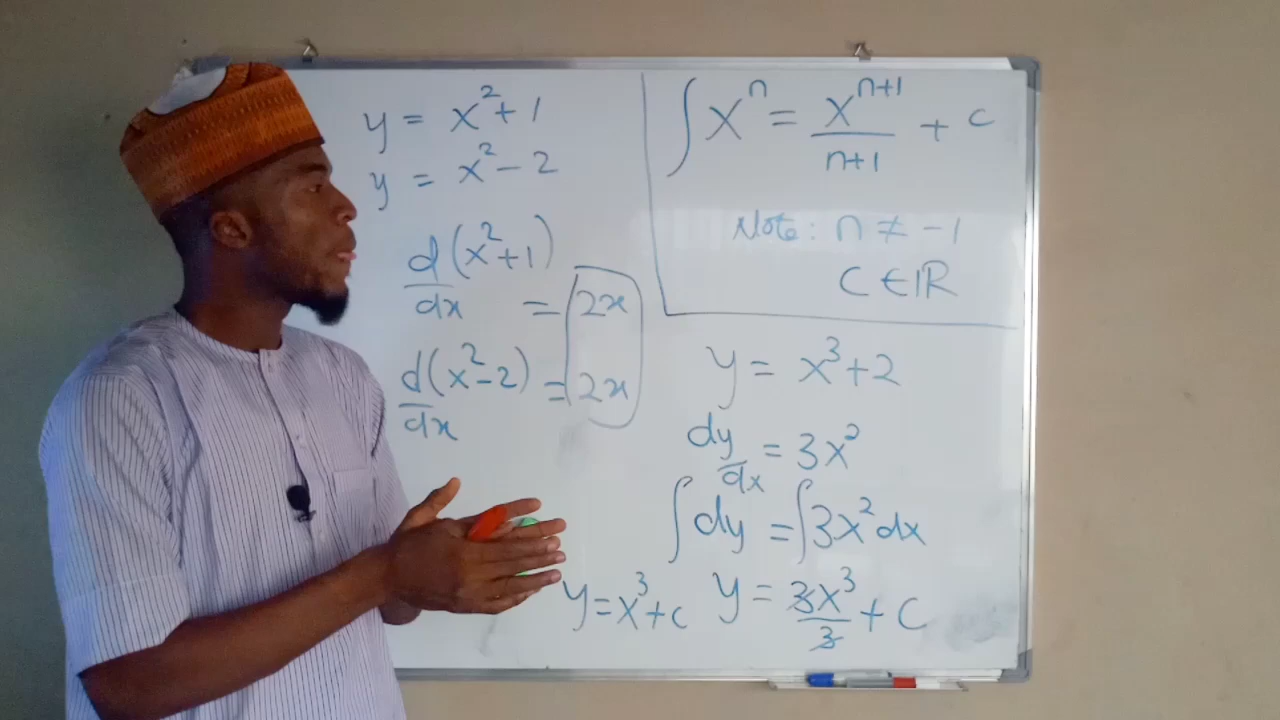 y = x² + 1
y = x² - 2
d/dx (x² + 1) = 2x
d/dx (x² - 2) = 2x
∫ xⁿ = xⁿ⁺¹/n+1 + c
Note: n ≠ -1
C ∈ ℝ
y = x³ + 2
dy/dx = 3x²
∫ dy = ∫ 3x² dx
y = 3x³/3 + C
y = x³ + c